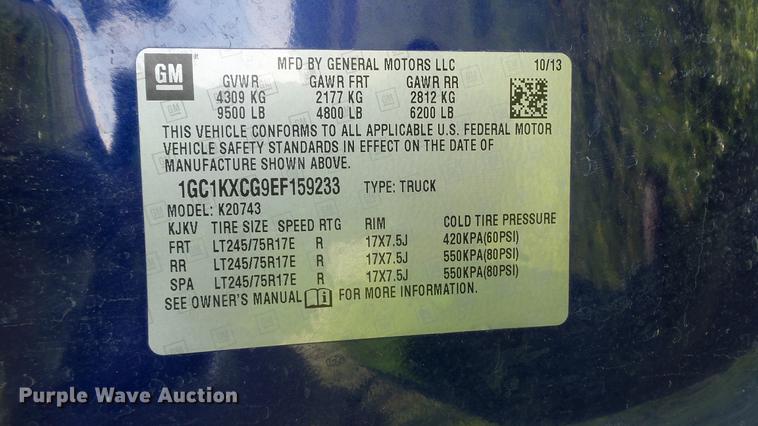 GM
MFD BY GENERAL MOTORS LLC 10/13
GVWR GAWR FRT GAWR RR
4309 KG 2177 KG 2812 KG
9500 LB 4800 LB 6200 LB
THIS VEHICLE CONFORMS TO ALL APPLICABLE U.S. FEDERAL MOTOR
VEHICLE SAFETY STANDARDS IN EFFECT ON THE DATE OF
MANUFACTURE SHOWN ABOVE.
1GC1KXCG9EF159233 TYPE: TRUCK
MODEL: K20743
KJKV TIRE SIZE SPEED RTG RIM COLD TIRE PRESSURE
FRT LT245/75R17E R 17X7.5J 420KPA(60PSI)
RR LT245/75R17E R 17X7.5J 550KPA(80PSI)
SPA LT245/75R17E R 17X7.5J 550KPA(80PSI)
SEE OWNER'S MANUAL FOR MORE INFORMATION.
Purple Wave Auction